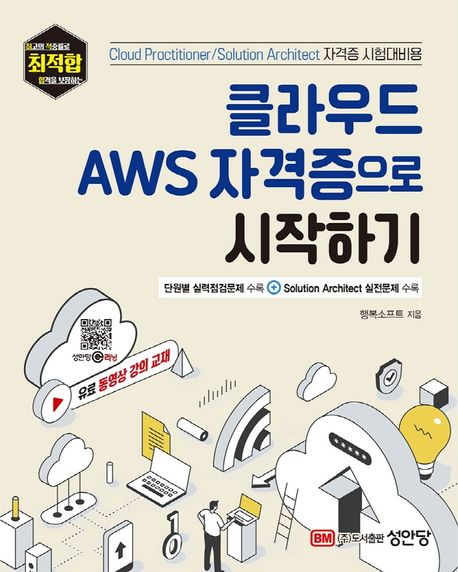 최고의 적중률로
최적합
합격을 보장하는
Cloud Practitioner/Solution Architect 자격증 시험대비용
클라우드
AWS 자격증으로
시작하기
단원별 실력점검문제 수록 + Solution Architect 실전문제 수록
행복소프트 지음
성안당 e러닝
유료 동영상 강의 교재
BM (주)도서출판 성안당